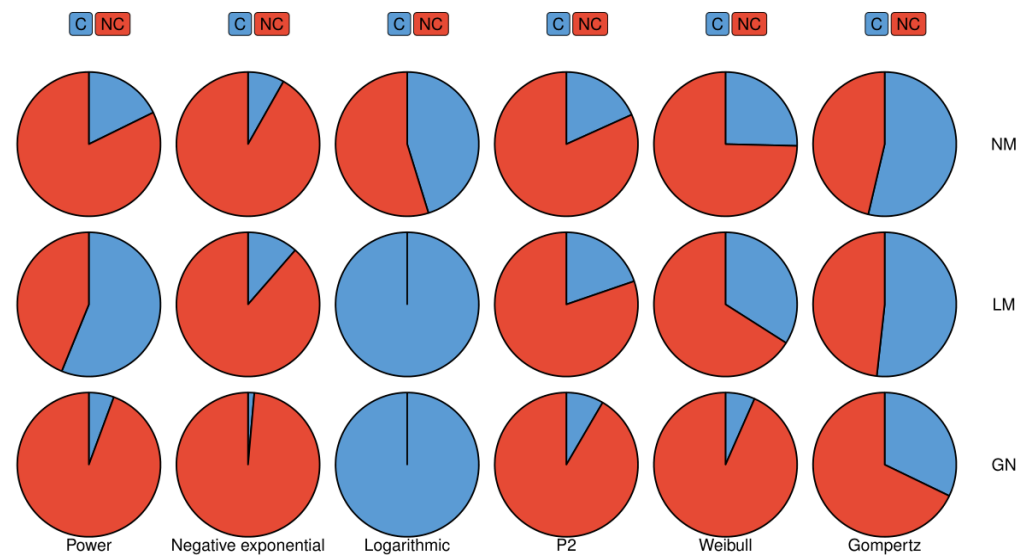 C NC C NC C NC C NC C NC C NC
NM
LM
GN
Power Negative exponential Logarithmic P2 Weibull Gompertz